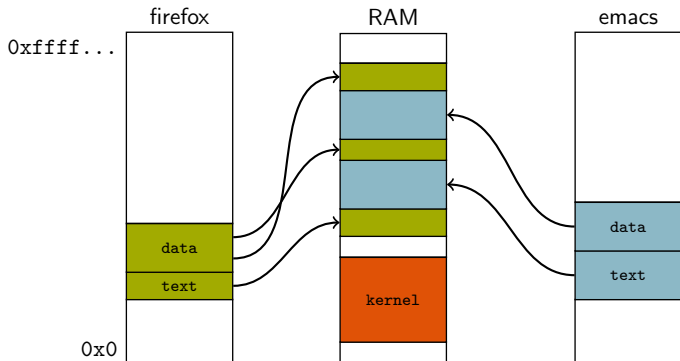 firefox RAM emacs
0xffff...
data
text
kernel
data
text
0x0